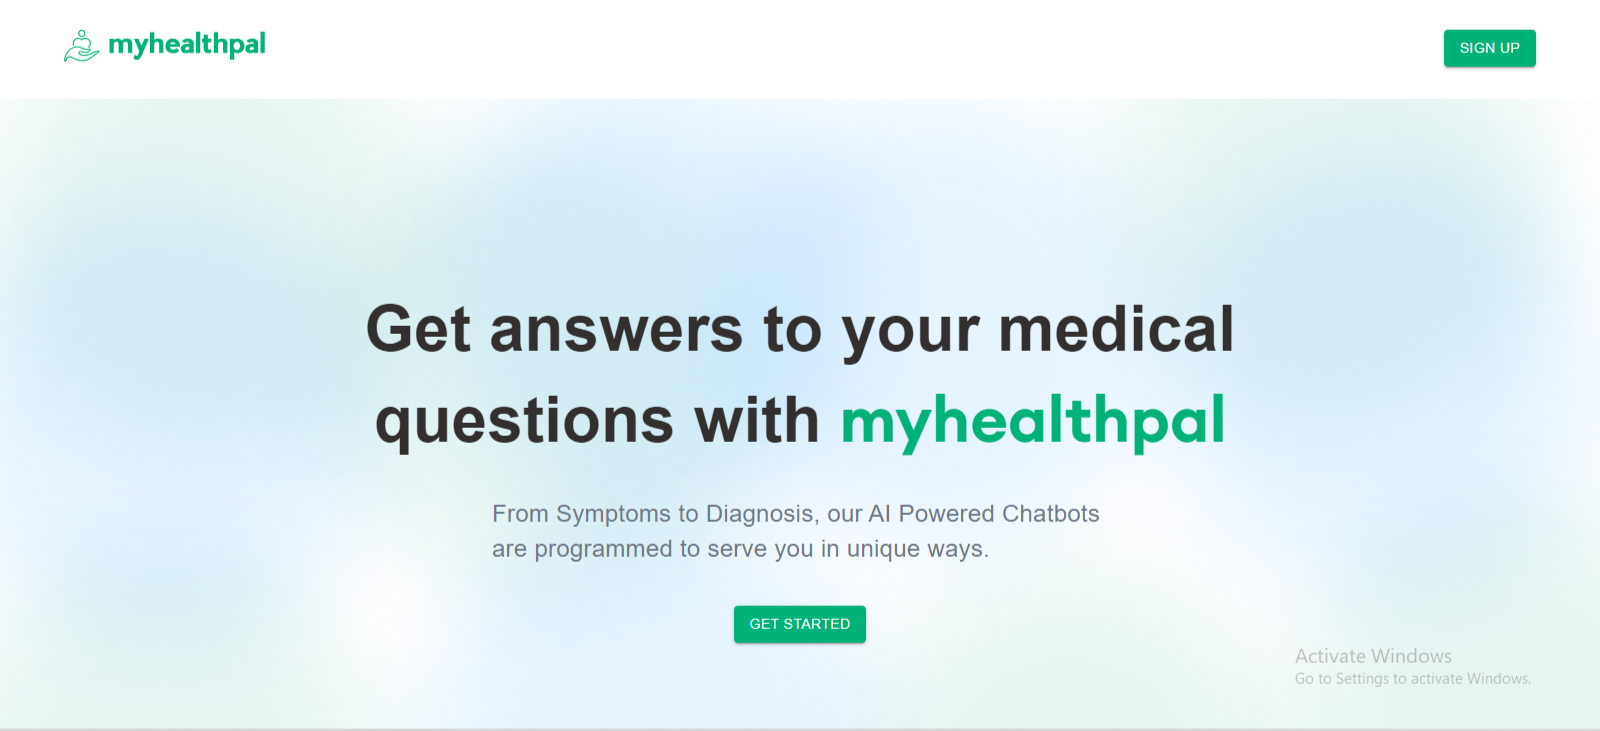 myhealthpal
SIGN UP
Get answers to your medical
questions with myhealthpal
From Symptoms to Diagnosis, our AI Powered Chatbots
are programmed to serve you in unique ways.
GET STARTED
Activate Windows
Go to Settings to activate Windows.